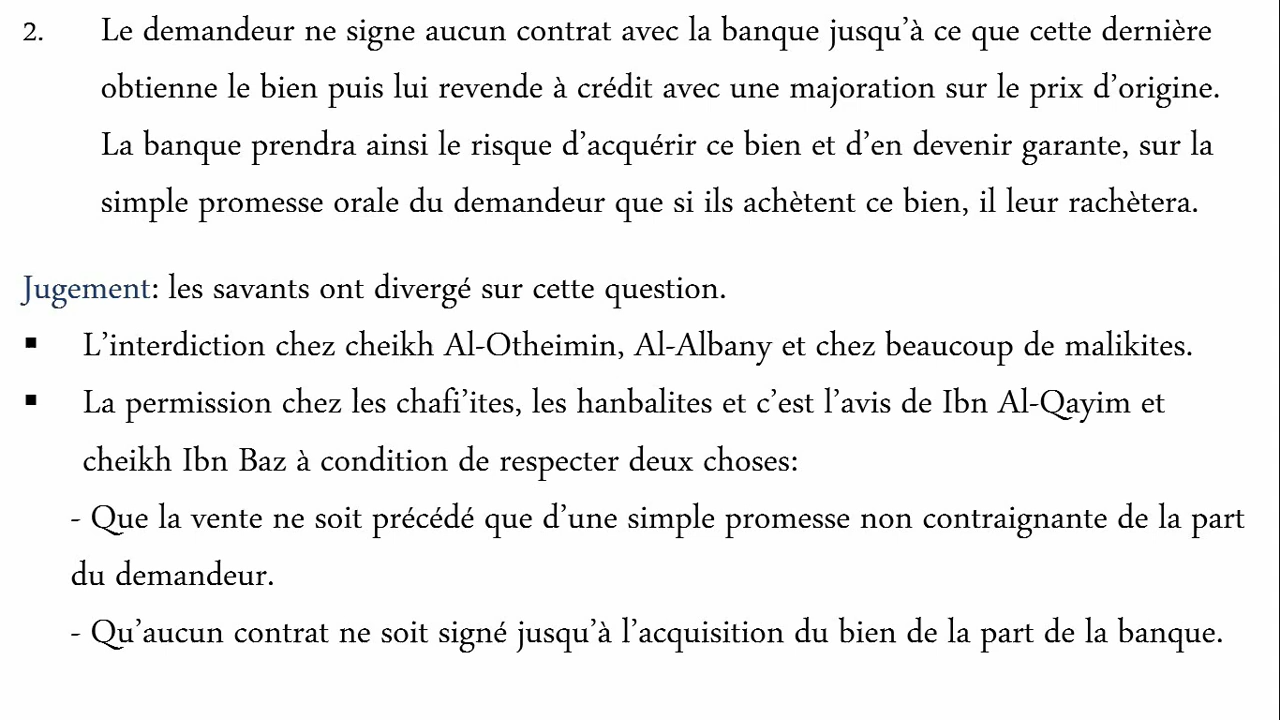 2. Le demandeur ne signe aucun contrat avec la banque jusqu’à ce que cette dernière
obtienne le bien puis lui revende à crédit avec une majoration sur le prix d’origine.
La banque prendra ainsi le risque d’acquérir ce bien et d’en devenir garante, sur la
simple promesse orale du demandeur que si ils achètent ce bien, il leur rachètera.
Jugement: les savants ont divergé sur cette question.
▪ L’interdiction chez cheikh Al-Otheimin, Al-Albany et chez beaucoup de malikites.
▪ La permission chez les chafi’ites, les hanbalites et c’est l’avis de Ibn Al-Qayim et
cheikh Ibn Baz à condition de respecter deux choses:
- Que la vente ne soit précédé que d’une simple promesse non contraignante de la part
du demandeur.
- Qu’aucun contrat ne soit signé jusqu’à l’acquisition du bien de la part de la banque.